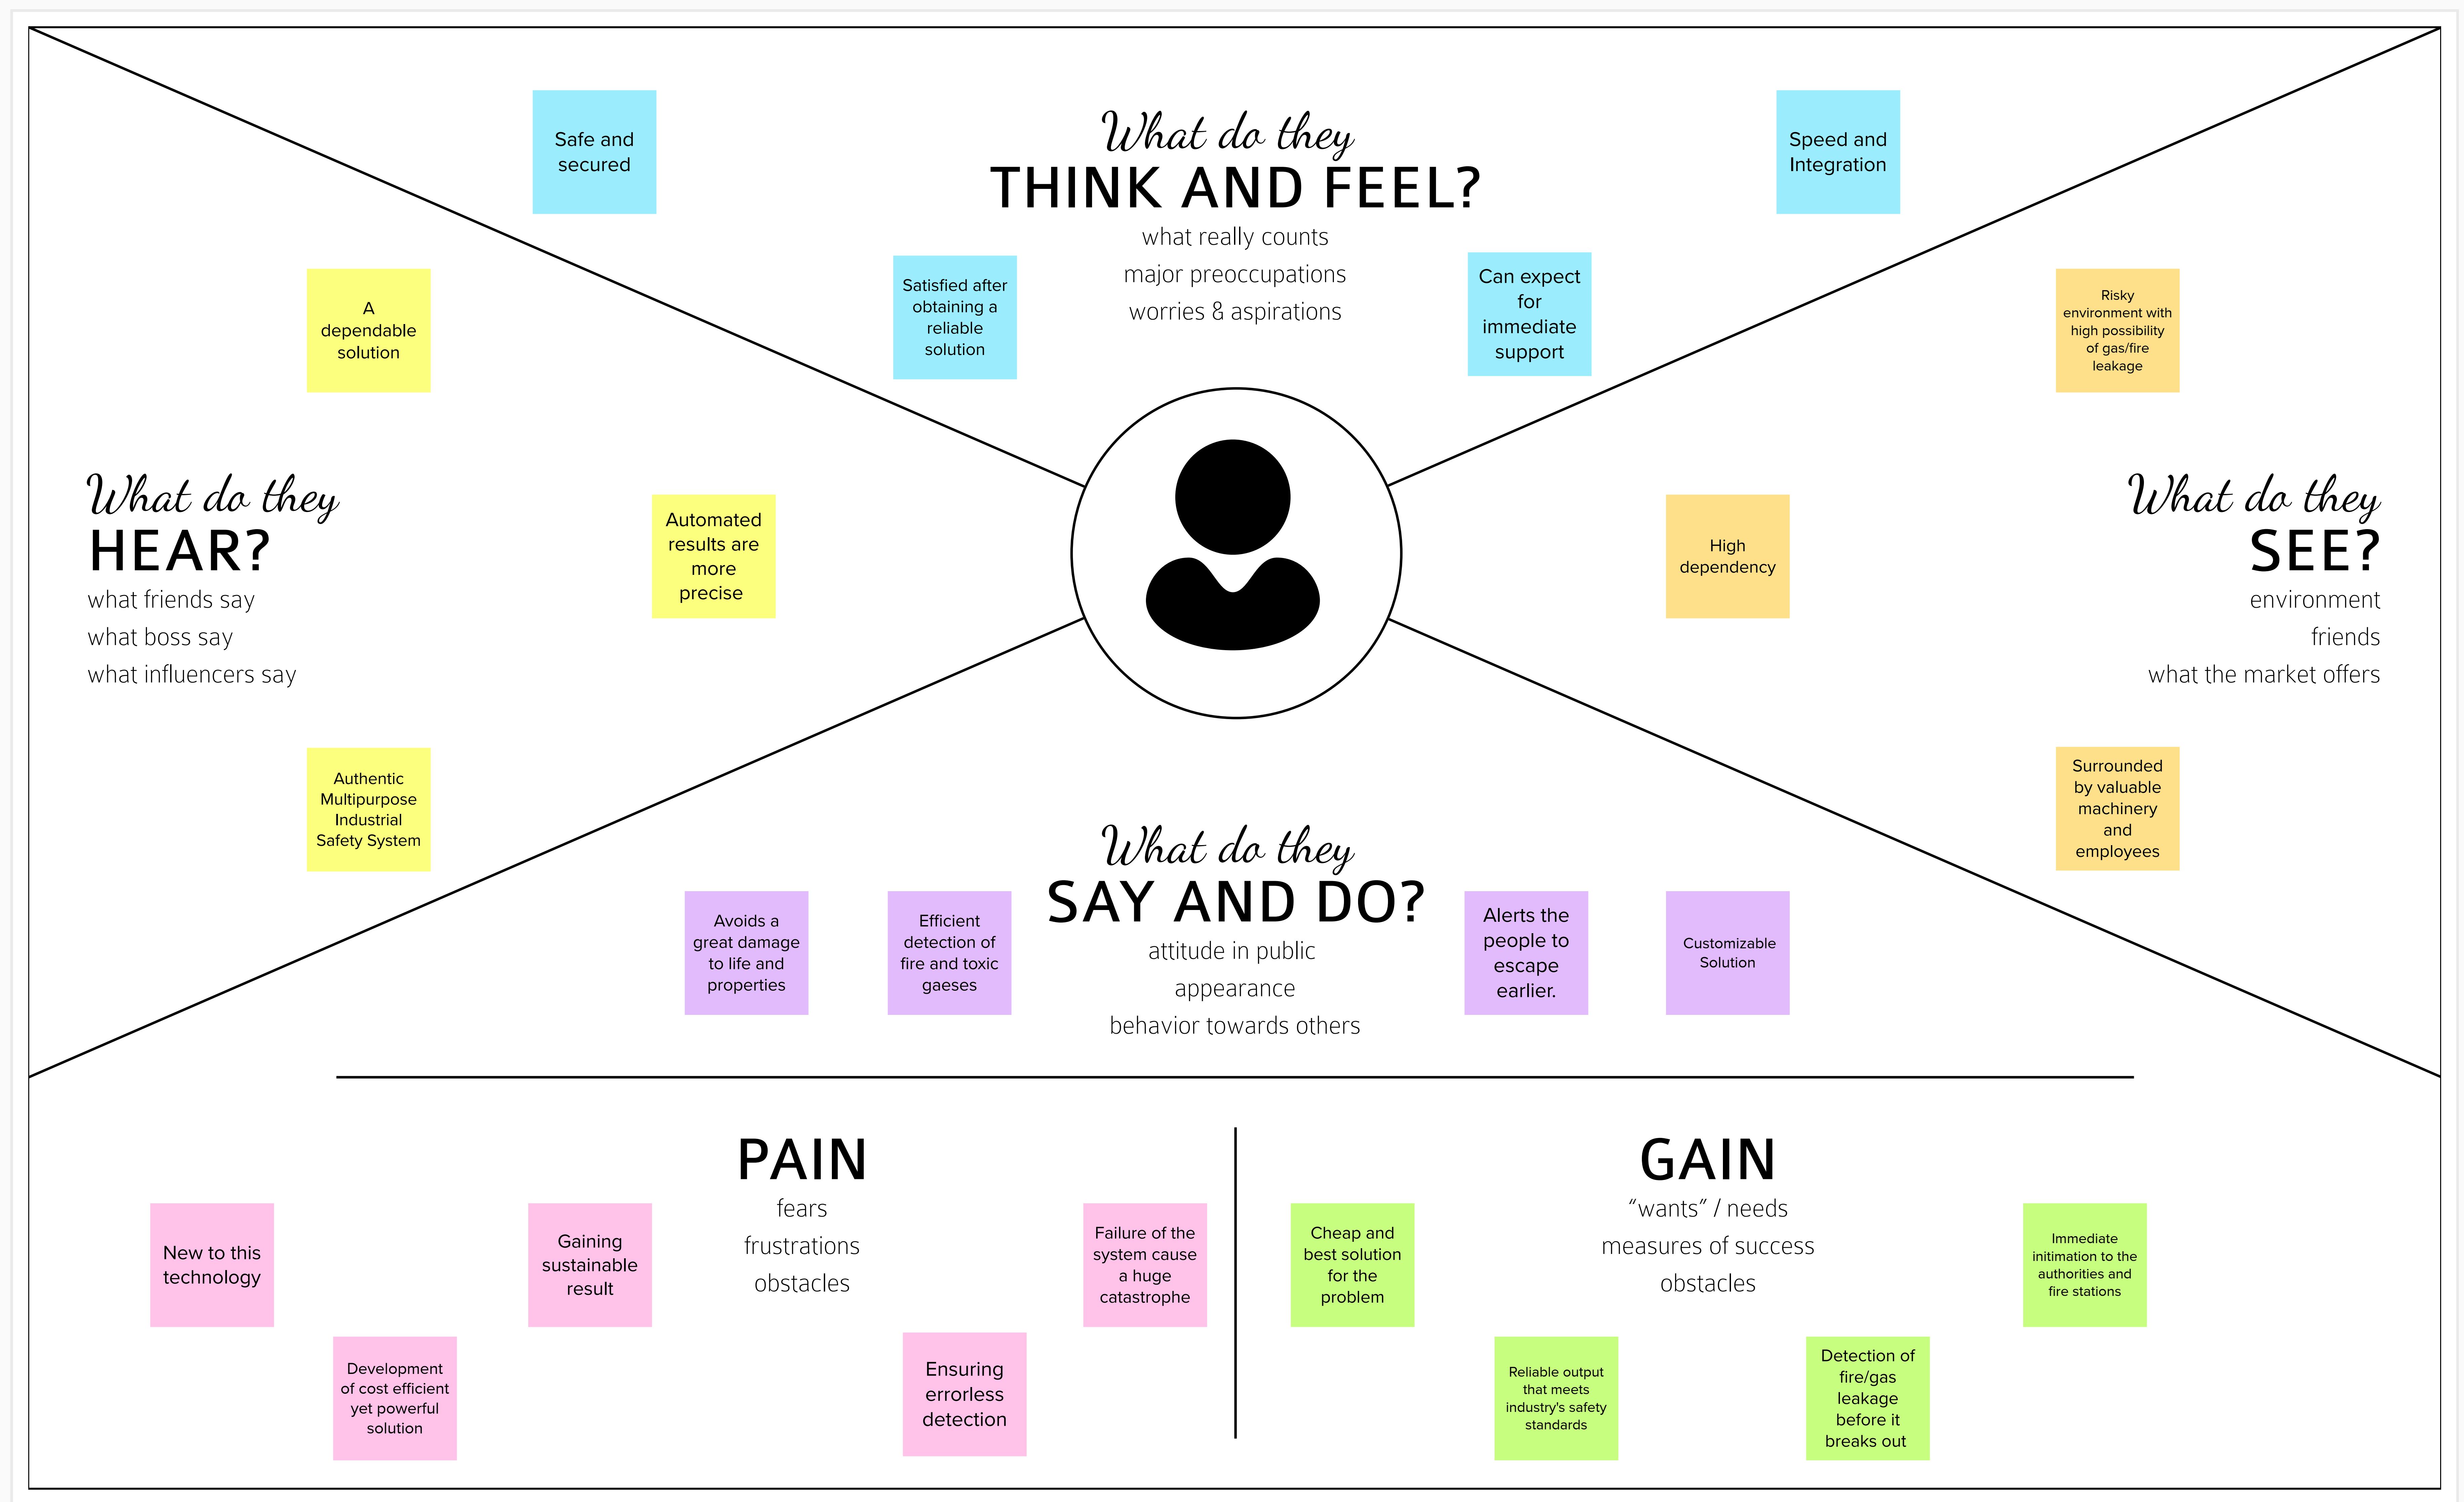 What do they
THINK AND FEEL?
what really counts
major preoccupations
worries & aspirations
Safe and
secured
Satisfied after
obtaining a
reliable
solution
Can expect
for
immediate
support
Speed and
Integration
What do they
HEAR?
what friends say
what boss say
what influencers say
A
dependable
solution
Automated
results are
more
precise
Authentic
Multipurpose
Industrial
Safety System
What do they
SEE?
environment
friends
what the market offers
Risky
environment with
high possibility
of gas/fire
leakage
High
dependency
Surrounded
by valuable
machinery
and
employees
What do they
SAY AND DO?
attitude in public
appearance
behavior towards others
Avoids a
great damage
to life and
properties
Efficient
detection of
fire and toxic
gaeses
Alerts the
people to
escape
earlier.
Customizable
Solution
PAIN
fears
frustrations
obstacles
New to this
technology
Development
of cost efficient
yet powerful
solution
Gaining
sustainable
result
Ensuring
errorless
detection
Failure of the
system cause
a huge
catastrophe
GAIN
“wants” / needs
measures of success
obstacles
Cheap and
best solution
for the
problem
Reliable output
that meets
industry's safety
standards
Detection of
fire/gas
leakage
before it
breaks out
Immediate
initimation to the
authorities and
fire stations